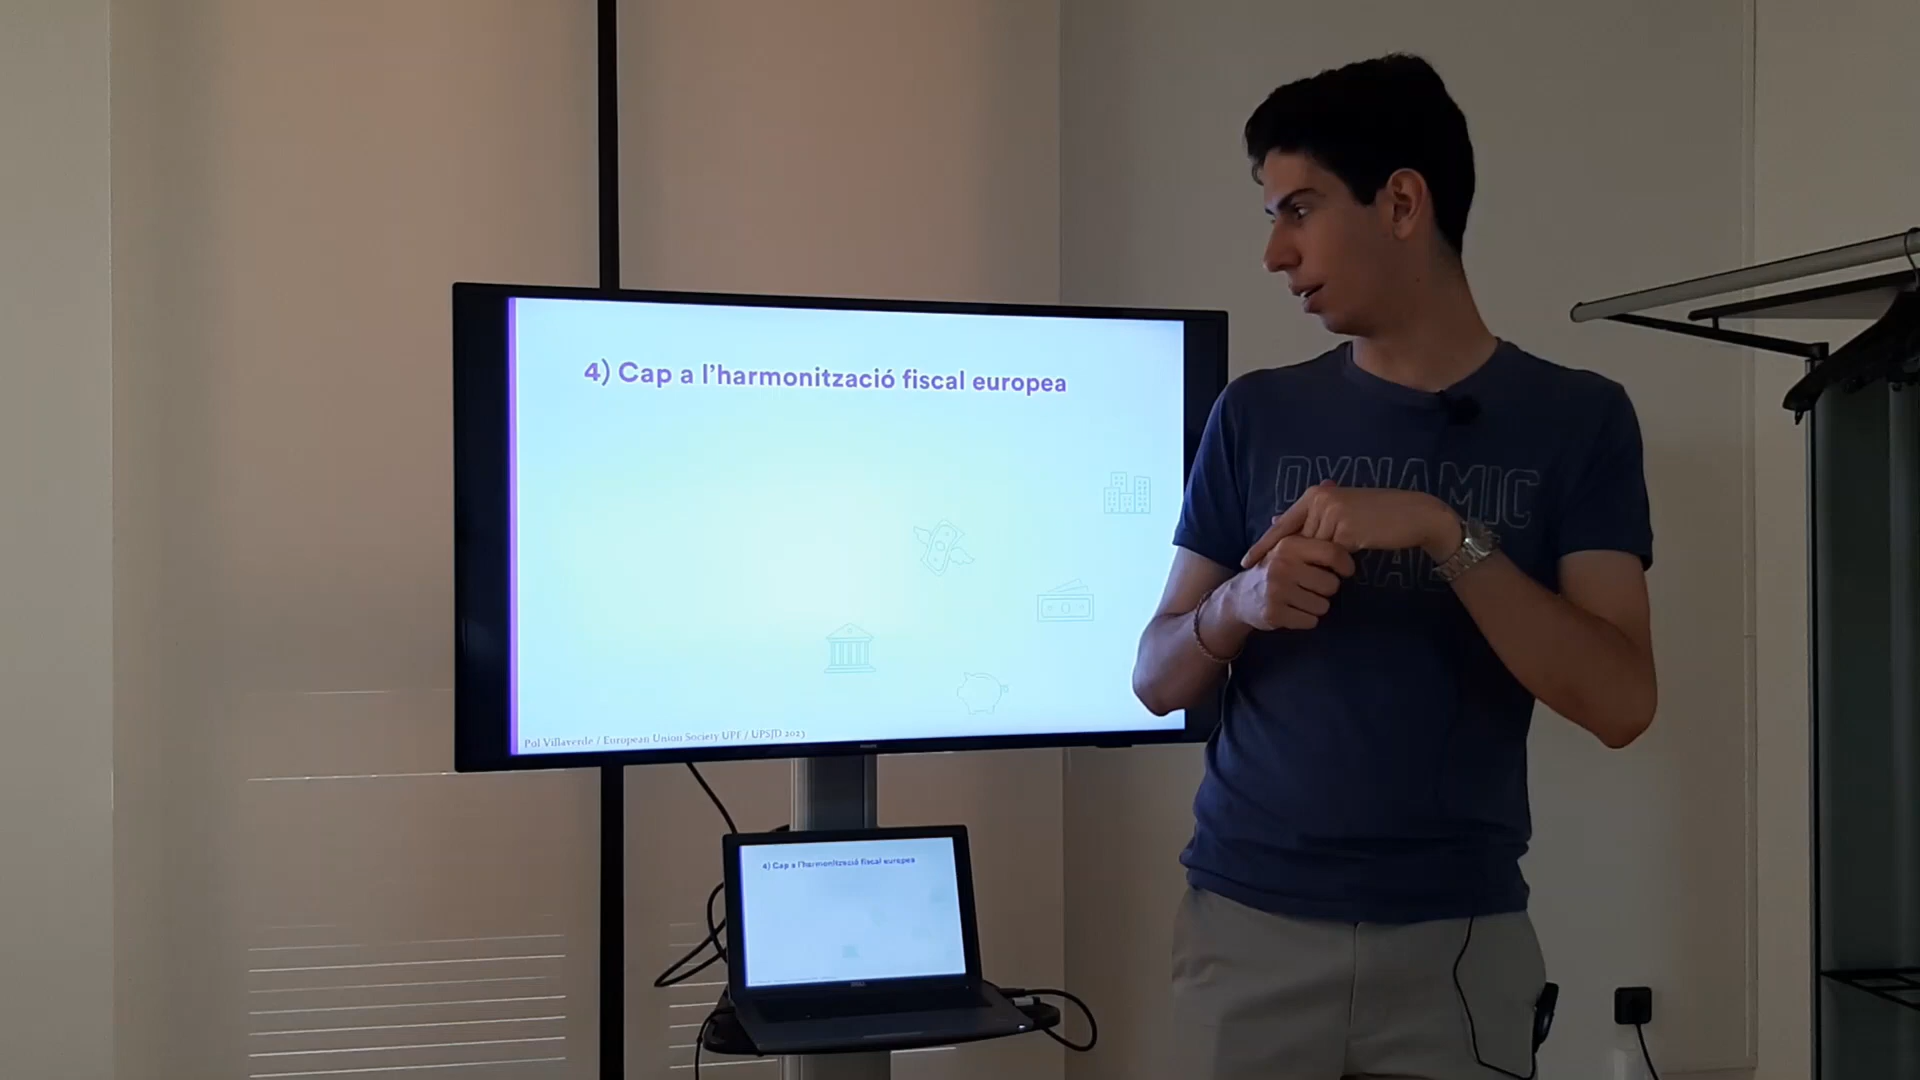 4) Cap a l'harmonització fiscal europea
Pol Villaverde / European Union Society UPF / UPSJD 2023
DYNAMIC
4) Cap a l'harmonització fiscal europea
DELL